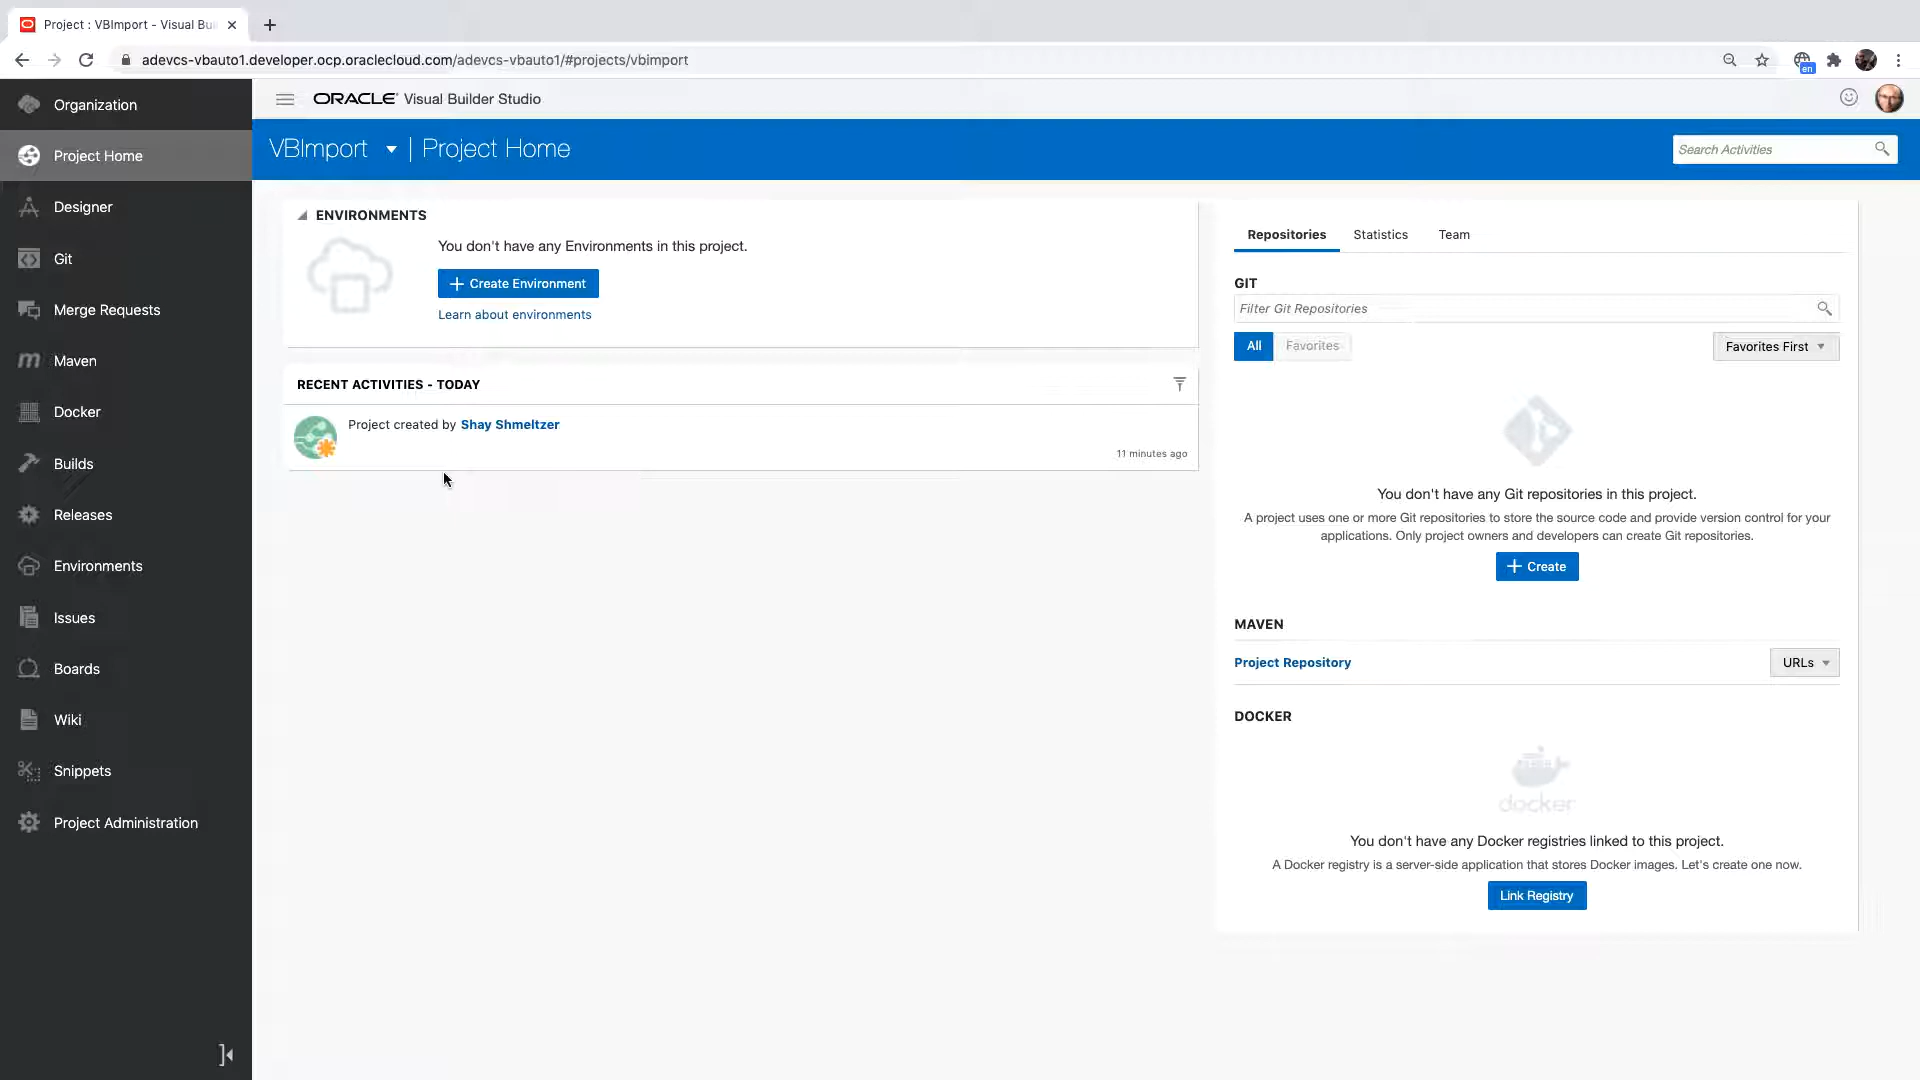 Project : VBImport - Visual Bui
adevcs-vbauto1.developer.ocp.oraclecloud.com/adevcs-vbauto1/#projects/vbimport
en
Organization
ORACLE® Visual Builder Studio
Project Home
VBImport | Project Home
Search Activities
Designer
Git
Merge Requests
Maven
Docker
Builds
Releases
Environments
Issues
Boards
Wiki
Snippets
Project Administration
ENVIRONMENTS
You don't have any Environments in this project.
+ Create Environment
Learn about environments
RECENT ACTIVITIES - TODAY
Project created by Shay Shmeltzer
11 minutes ago
Repositories Statistics Team
GIT
Filter Git Repositories
All Favorites Favorites First
You don't have any Git repositories in this project.
A project uses one or more Git repositories to store the source code and provide version control for your
applications. Only project owners and developers can create Git repositories.
+ Create
MAVEN
Project Repository URLs
DOCKER
docker
You don't have any Docker registries linked to this project.
A Docker registry is a server-side application that stores Docker images. Let's create one now.
Link Registry